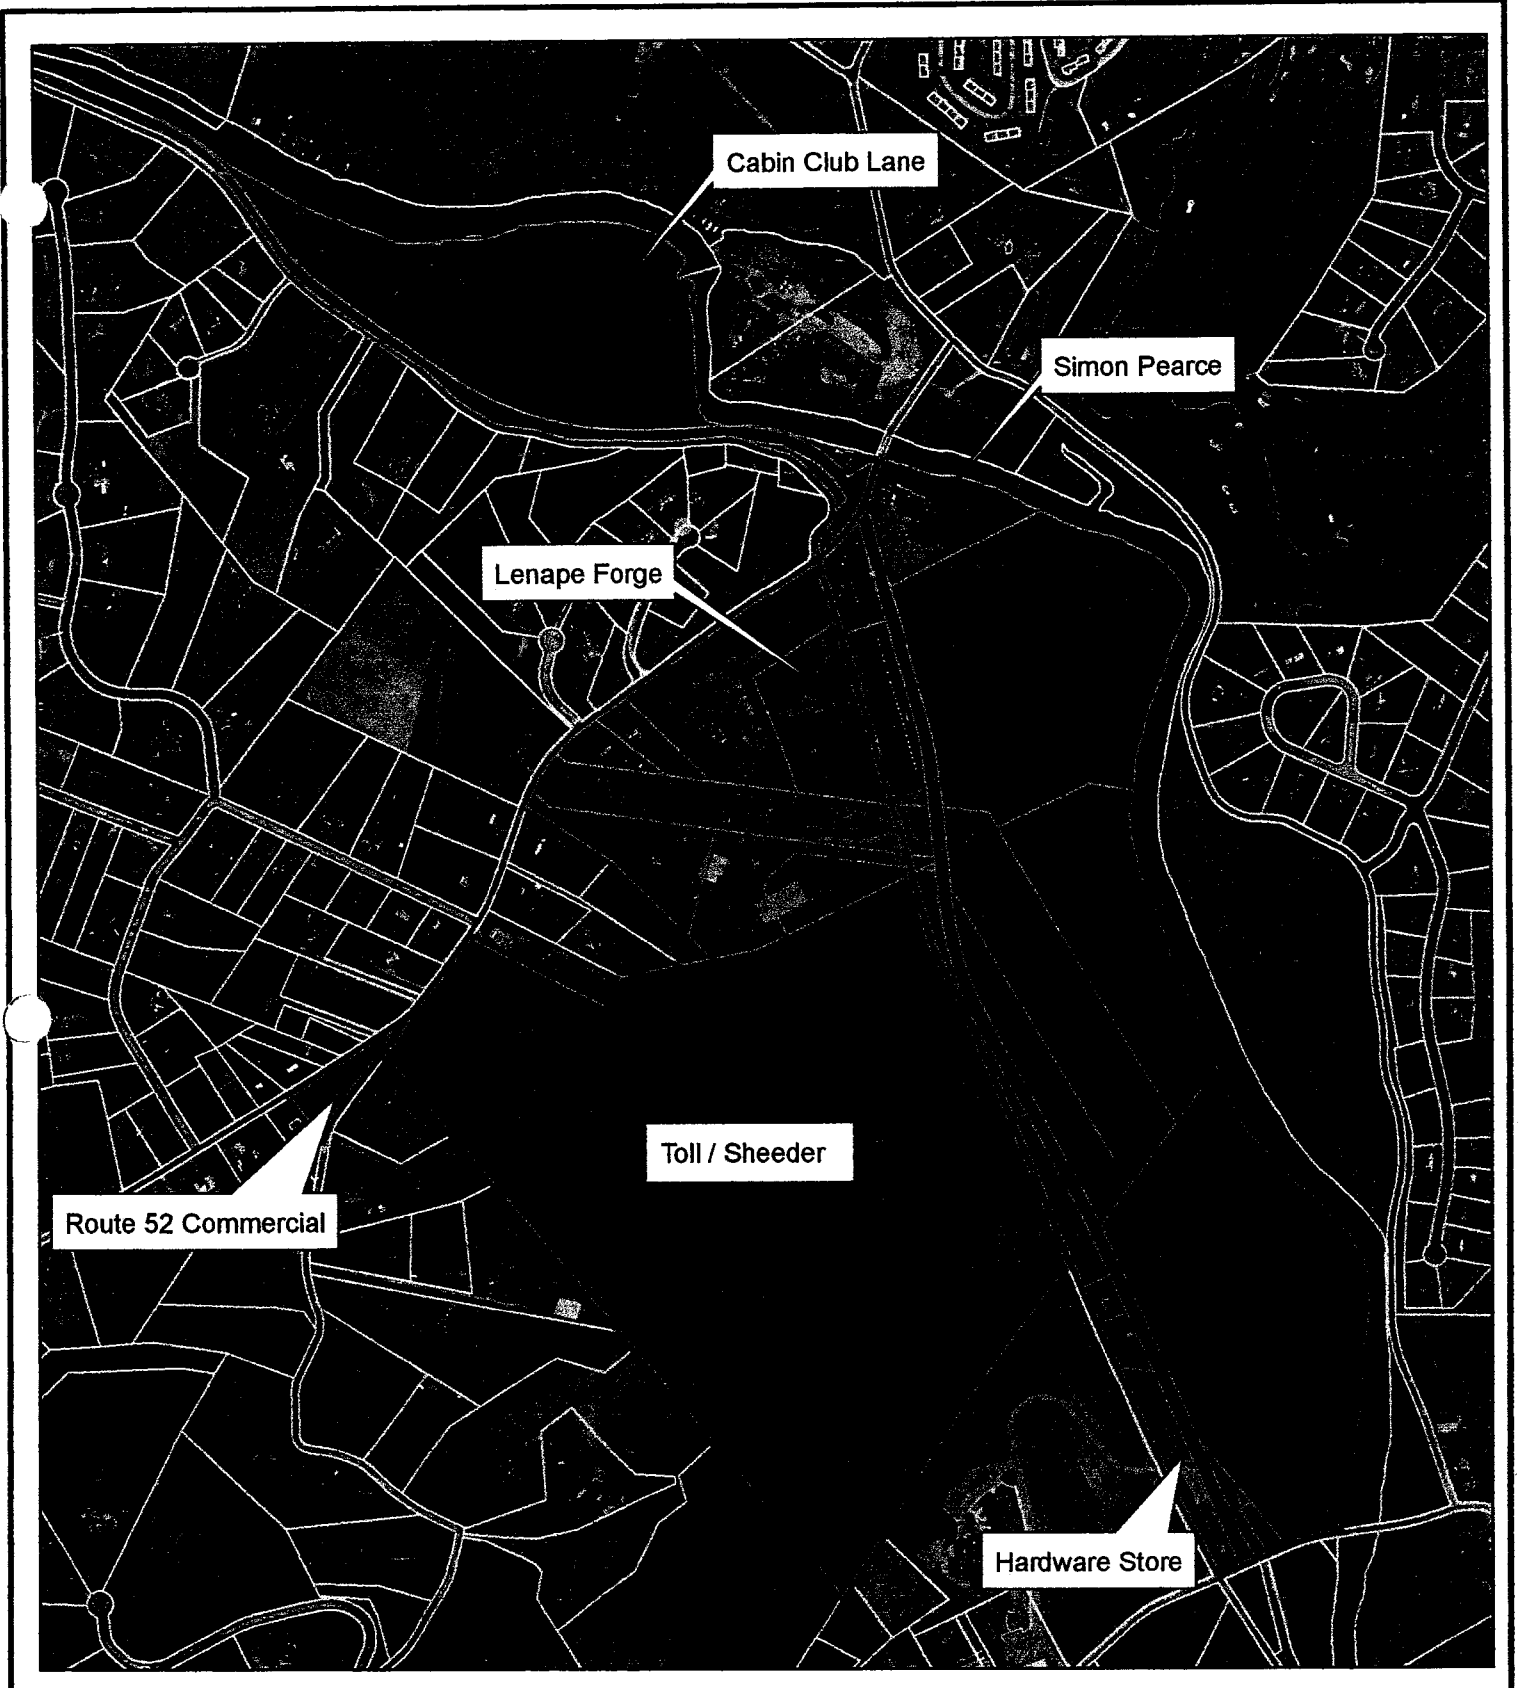 Cabin Club Lane
Simon Pearce
Lenape Forge
Toll / Sheeder
Route 52 Commercial
Hardware Store